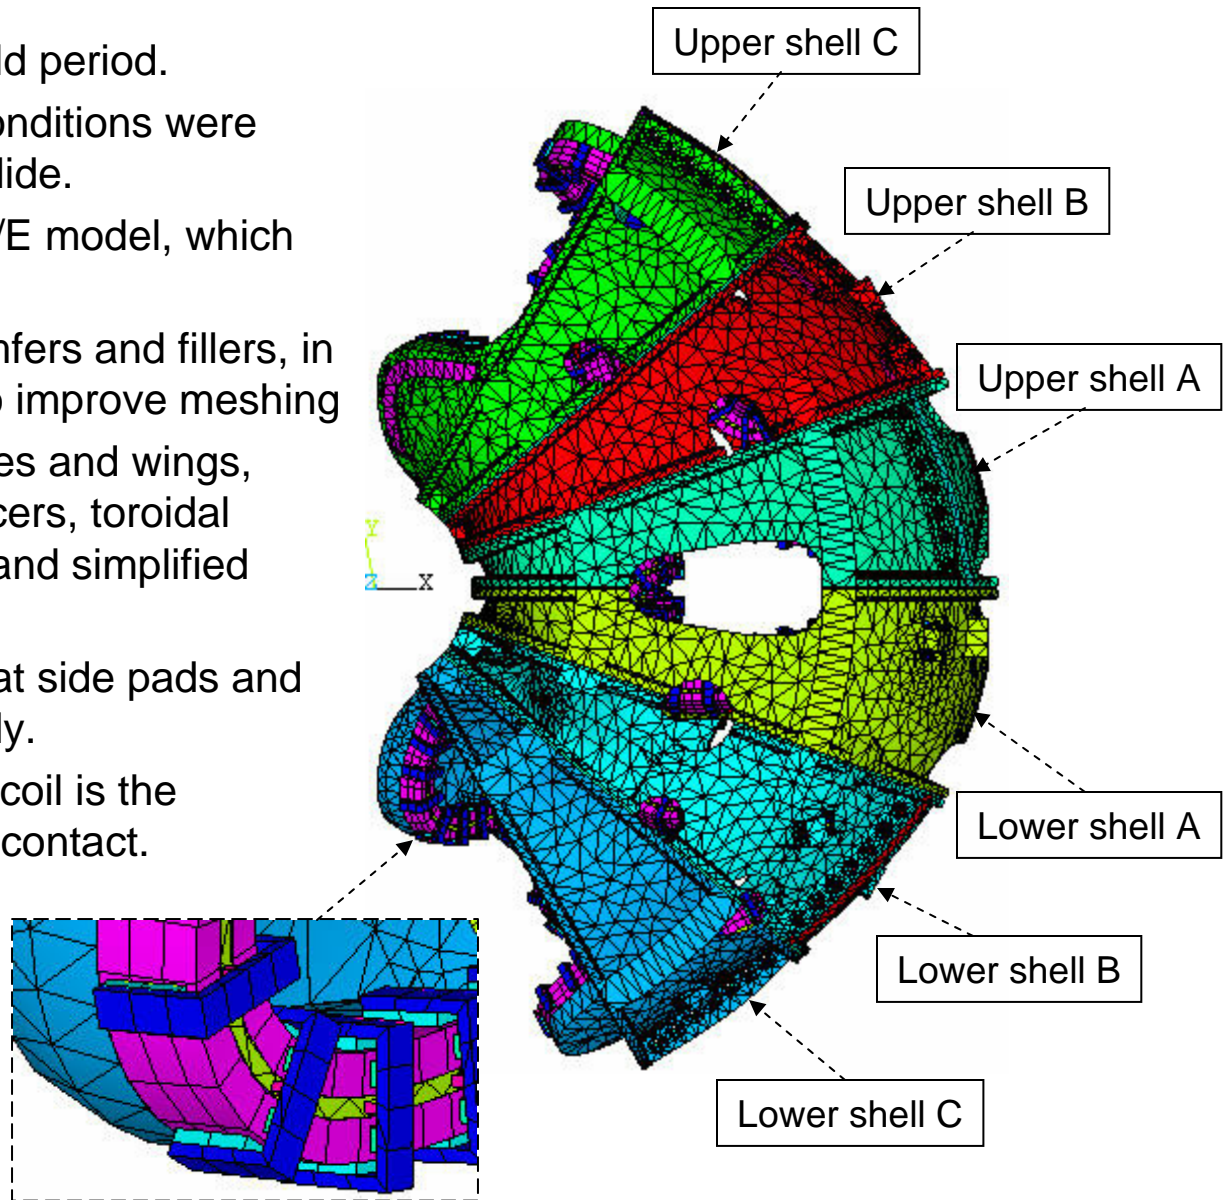 ld period.
onditions were
lide.
/E model, which
nfers and fillers, in
o improve meshing
es and wings,
cers, toroidal
and simplified
at side pads and
ly.
coil is the
contact.
Upper shell C
Upper shell B
Upper shell A
Y
Z
X
Lower shell A
Lower shell B
Lower shell C